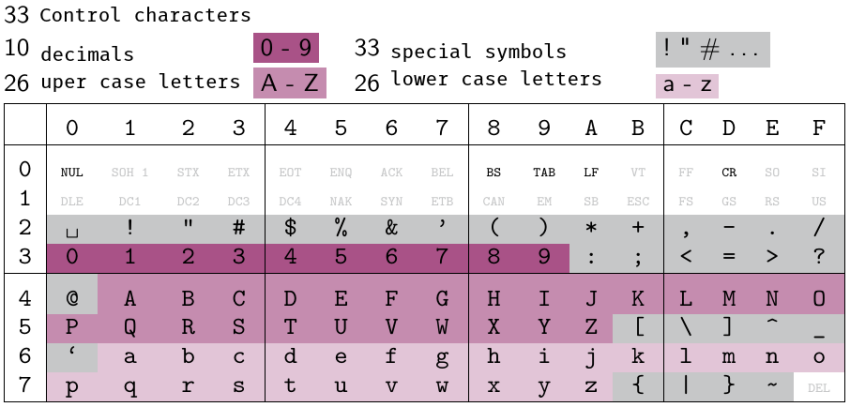 33 Control characters
10 decimals 0 - 9 33 special symbols ! " # ...
26 uper case letters A - Z 26 lower case letters a - z
0 1 2 3 4 5 6 7 8 9 A B C D E F
0 NUL SOH 1 STX ETX EOT ENQ ACK BEL BS TAB LF VT FF CR SO SI
1 DLE DC1 DC2 DC3 DC4 NAK SYN ETB CAN EM SB ESC FS GS RS US
2 ␣ ! " # $ % & ’ ( ) * + , - . /
3 0 1 2 3 4 5 6 7 8 9 : ; < = > ?
4 @ A B C D E F G H I J K L M N O
5 P Q R S T U V W X Y Z [ \ ] ^ _
6 ‘ a b c d e f g h i j k l m n o
7 p q r s t u v w x y z { | } ~ DEL